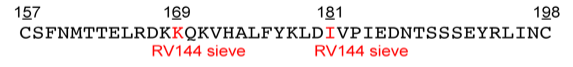 157 169 181 198
CSFNMTTELRDKKQKVHALFYKLDIVPIEDNTSSSEYRLINC
RV144 sieve RV144 sieve